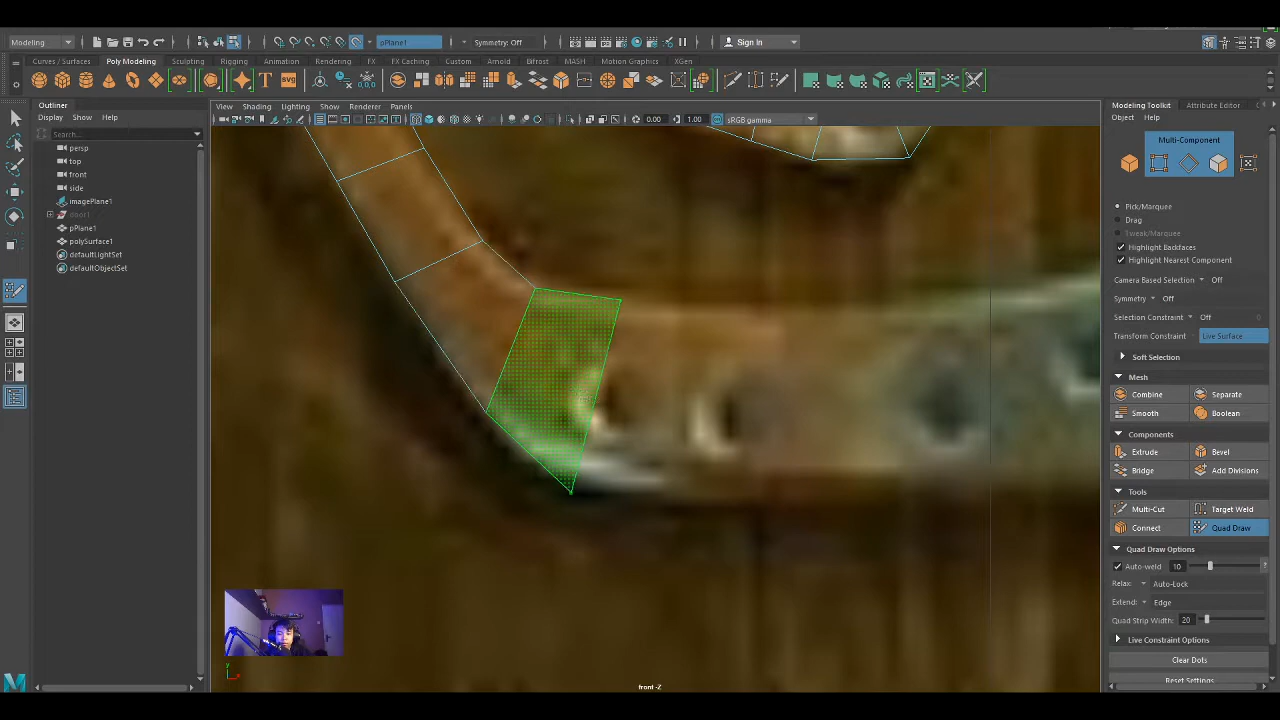 Modeling
pPlane1
Symmetry: Off
Sign In
Curves / Surfaces
Poly Modeling
Sculpting
Rigging
Animation
Rendering
FX
FX Caching
Custom
Arnold
Bifrost
MASH
Motion Graphics
XGen
Outliner
Display
Show
Help
Search...
persp
top
front
side
imagePlane1
door1
pPlane1
polySurface1
defaultLightSet
defaultObjectSet
View
Shading
Lighting
Show
Renderer
Panels
0.00
1.00
sRGB gamma
front -Z
Modeling Toolkit
Attribute Editor
Object
Help
Multi-Component
Pick/Marquee
Drag
Tweak/Marquee
Highlight Backfaces
Highlight Nearest Component
Camera Based Selection
Off
Symmetry
Off
Selection Constraint
Off
Transform Constraint
Live Surface
Soft Selection
Mesh
Combine
Separate
Smooth
Boolean
Components
Extrude
Bevel
Bridge
Add Divisions
Tools
Multi-Cut
Target Weld
Connect
Quad Draw
Quad Draw Options
Auto-weld
10
Relax:
Auto-Lock
Extend:
Edge
Quad Strip Width:
20
Live Constraint Options
Clear Dots
Reset Settings